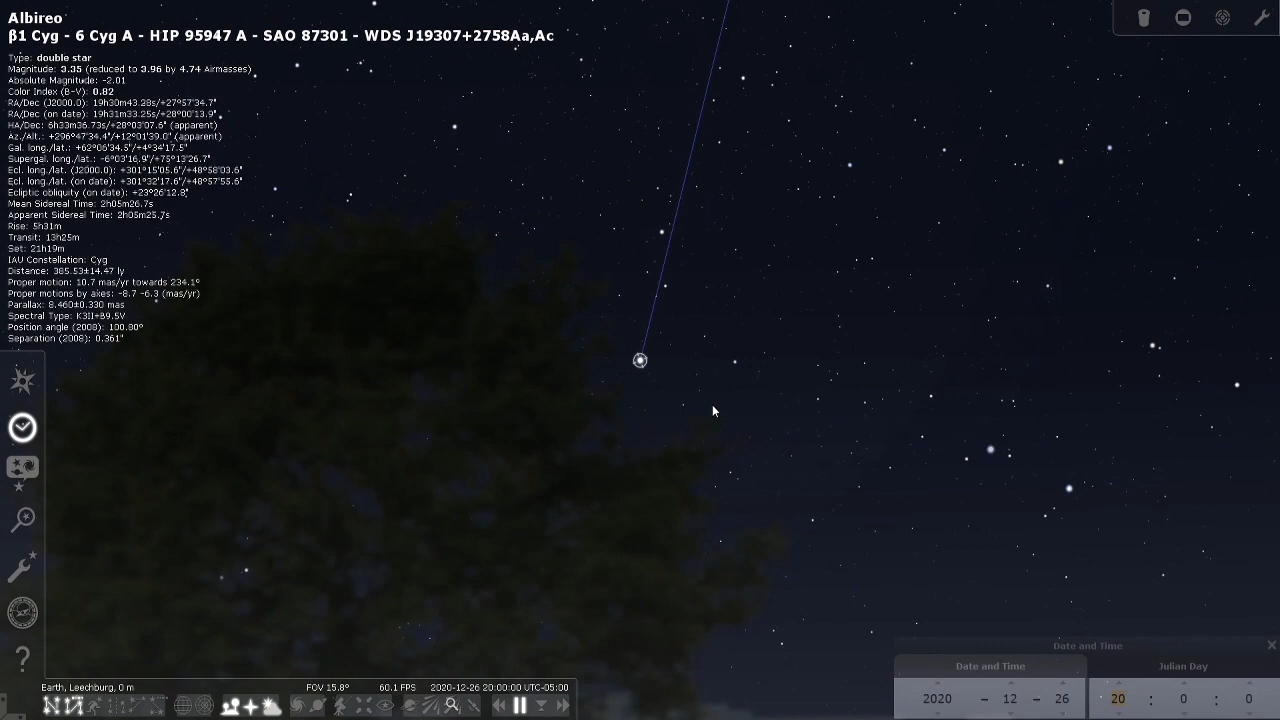 Albireo
β1 Cyg - 6 Cyg A - HIP 95947 A - SAO 87301 - WDS J19307+2758Aa,Ac
Type: double star
Magnitude: 3.35 (reduced to 3.96 by 4.74 Airmasses)
Absolute Magnitude: -2.01
Color Index (B-V): 0.82
RA/Dec (J2000.0): 19h30m43.28s/+27°57'34.7"
RA/Dec (on date): 19h31m33.25s/+28°00'13.9"
HA/Dec: 6h33m36.73s/+28°03'07.6" (apparent)
Az./Alt.: +296°47'34.4"/+12°01'39.0" (apparent)
Gal. long./lat.: +62°06'34.5"/+4°34'17.5"
Supergal. long./lat.: -6°03'16.9"/+75°13'26.7"
Ecl. long./lat. (J2000.0): +301°15'05.6"/+48°58'03.6"
Ecl. long./lat. (on date): +301°32'17.6"/+48°57'55.6"
Ecliptic obliquity (on date): +23°26'12.8"
Mean Sidereal Time: 2h05m26.7s
Apparent Sidereal Time: 2h05m25.7s
Rise: 5h31m
Transit: 13h25m
Set: 21h19m
IAU Constellation: Cyg
Distance: 385.53±14.47 ly
Proper motion: 10.7 mas/yr towards 234.1°
Proper motions by axes: -8.7 -6.3 (mas/yr)
Parallax: 8.460±0.330 mas
Spectral Type: K3II+B9.5V
Position angle (2008): 100.80°
Separation (2008): 0.361"
?
Date and Time
Date and Time Julian Day
2020 - 12 - 26 20 : 0 : 0
Earth, Leechburg, 0 m FOV 15.8° 60.1 FPS 2020-12-26 20:00:00 UTC-05:00